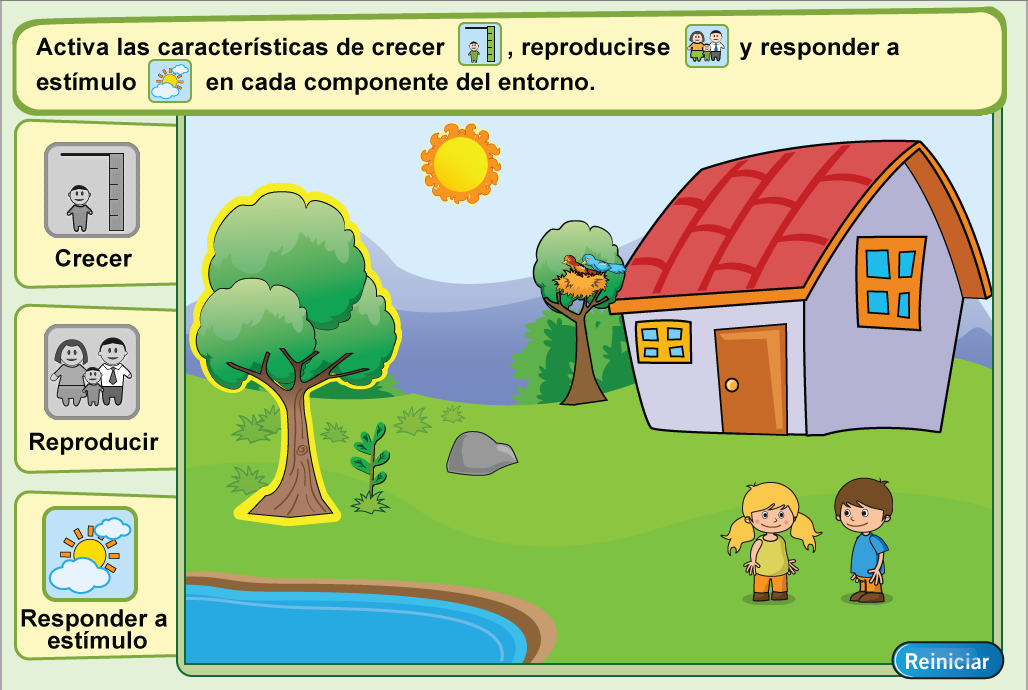 Activa las características de crecer , reproducirse y responder a
estímulo en cada componente del entorno.
Crecer
Reproducir
Responder a
estímulo
Reiniciar